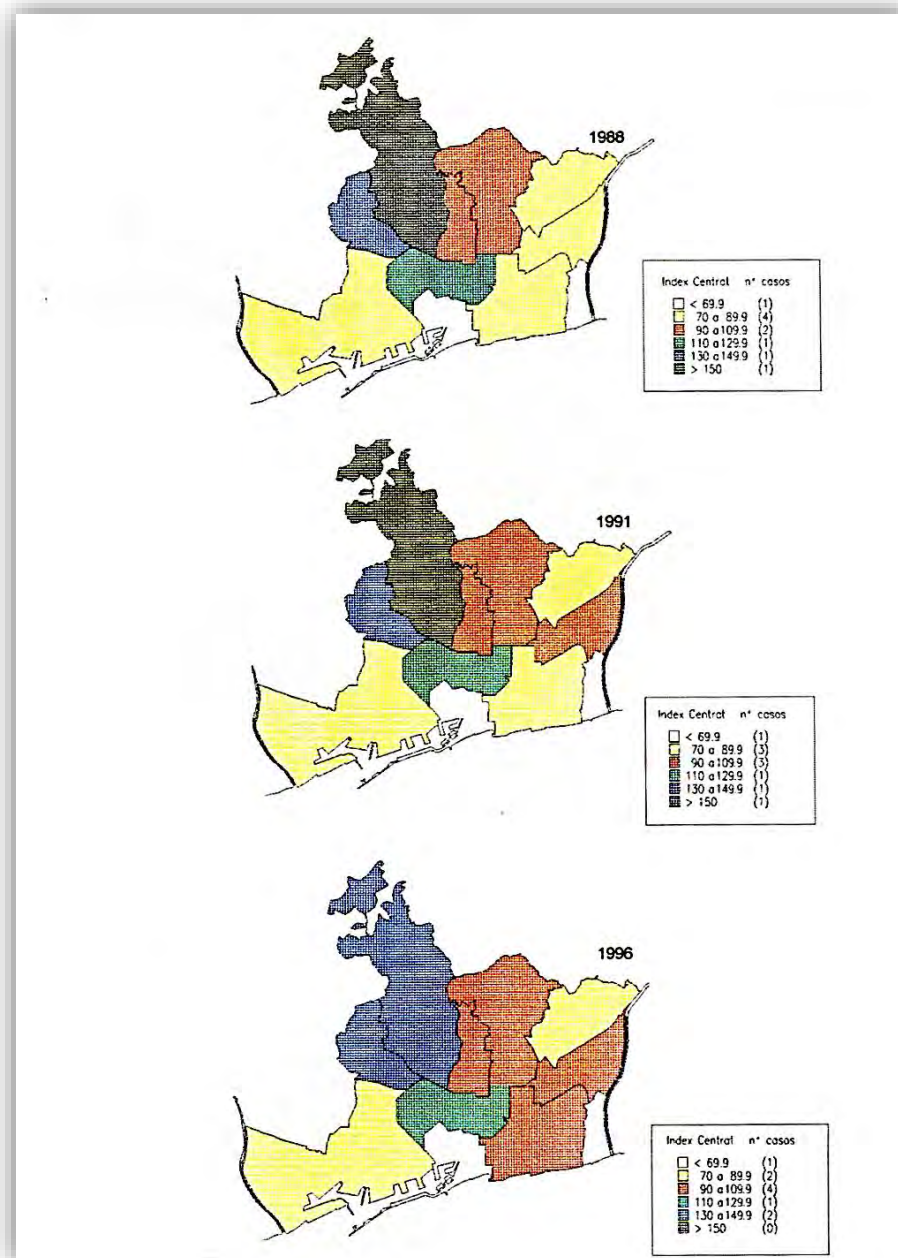 1988
Index Central n° casos
< 69.9 (1)
70 a 89.9 (4)
90 a 109.9 (2)
110 a 129.9 (1)
130 a 149.9 (1)
> 150 (1)
1991
Index Central n° casos
< 69.9 (1)
70 a 89.9 (3)
90 a 109.9 (3)
110 a 129.9 (1)
130 a 149.9 (1)
> 150 (1)
1996
Index Central n° casos
< 69.9 (1)
70 a 89.9 (2)
90 a 109.9 (4)
110 a 129.9 (1)
130 a 149.9 (2)
> 150 (0)